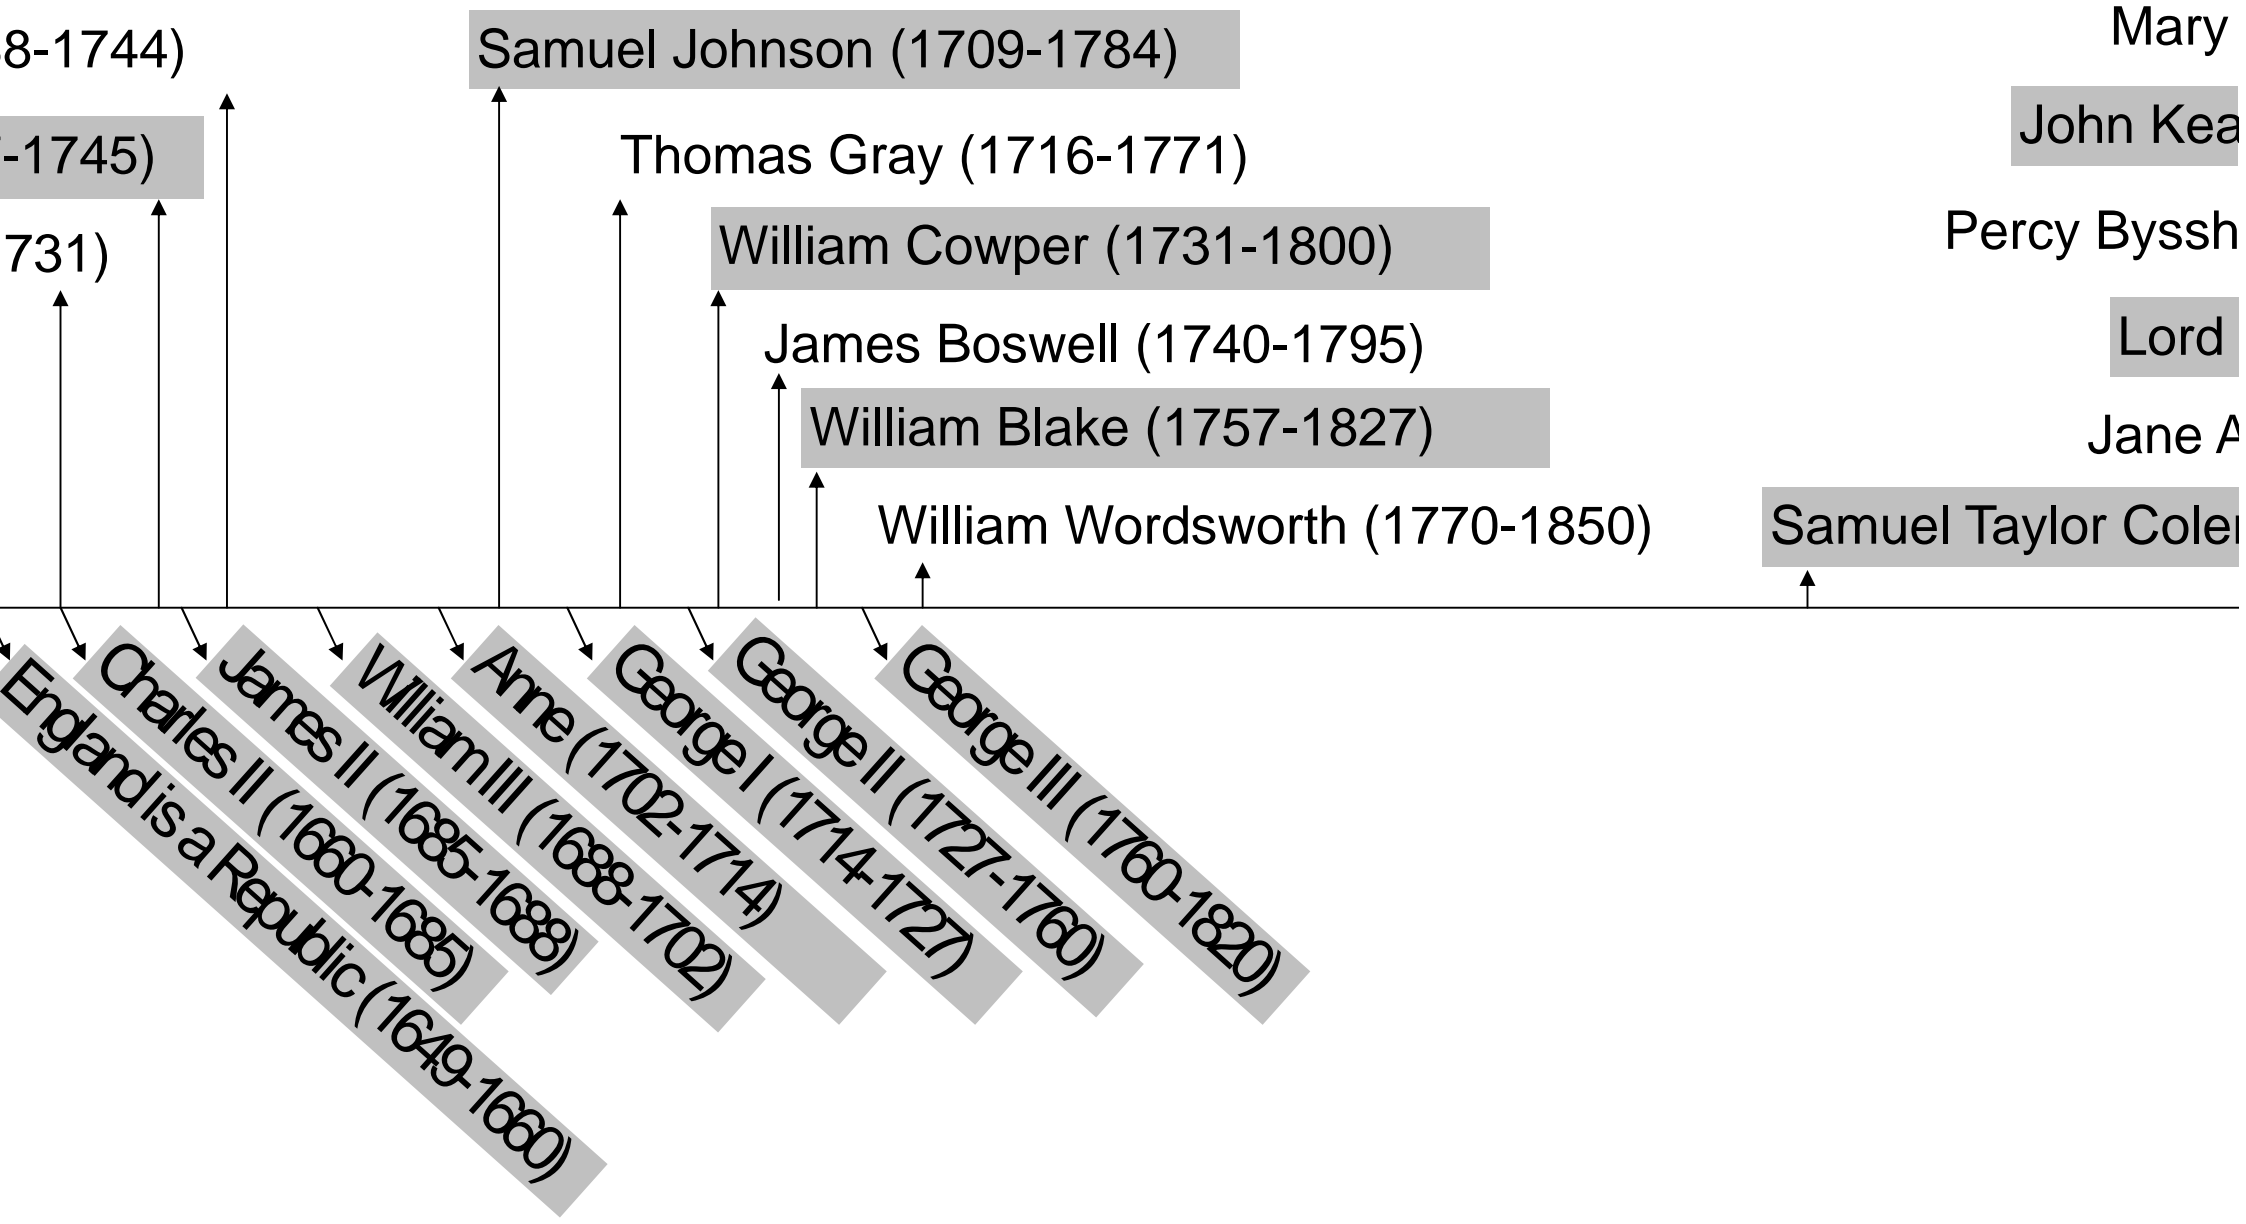 8-1744)
Samuel Johnson (1709-1784)
Mary
John Kea
-1745)
Thomas Gray (1716-1771)
Percy Byssh
731)
William Cowper (1731-1800)
Lord
James Boswell (1740-1795)
Jane A
William Blake (1757-1827)
William Wordsworth (1770-1850)
Samuel Taylor Coler
England is a Republic (1649-1660)
Charles II (1660-1685)
James II (1685-1688)
William III (1688-1702)
Anne (1702-1714)
George I (1714-1727)
George II (1727-1760)
George III (1760-1820)